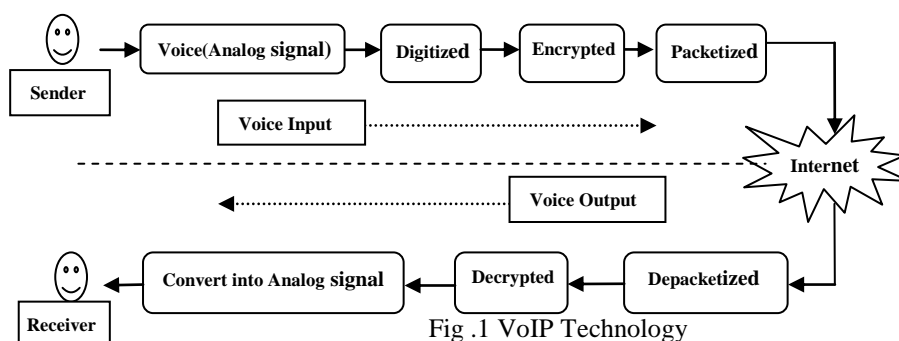 Voice(Analog signal)
Digitized
Encrypted
Packetized
Sender
Voice Input
Internet
Voice Output
Convert into Analog signal
Decrypted
Depacketized
Receiver
Fig .1 VoIP Technology